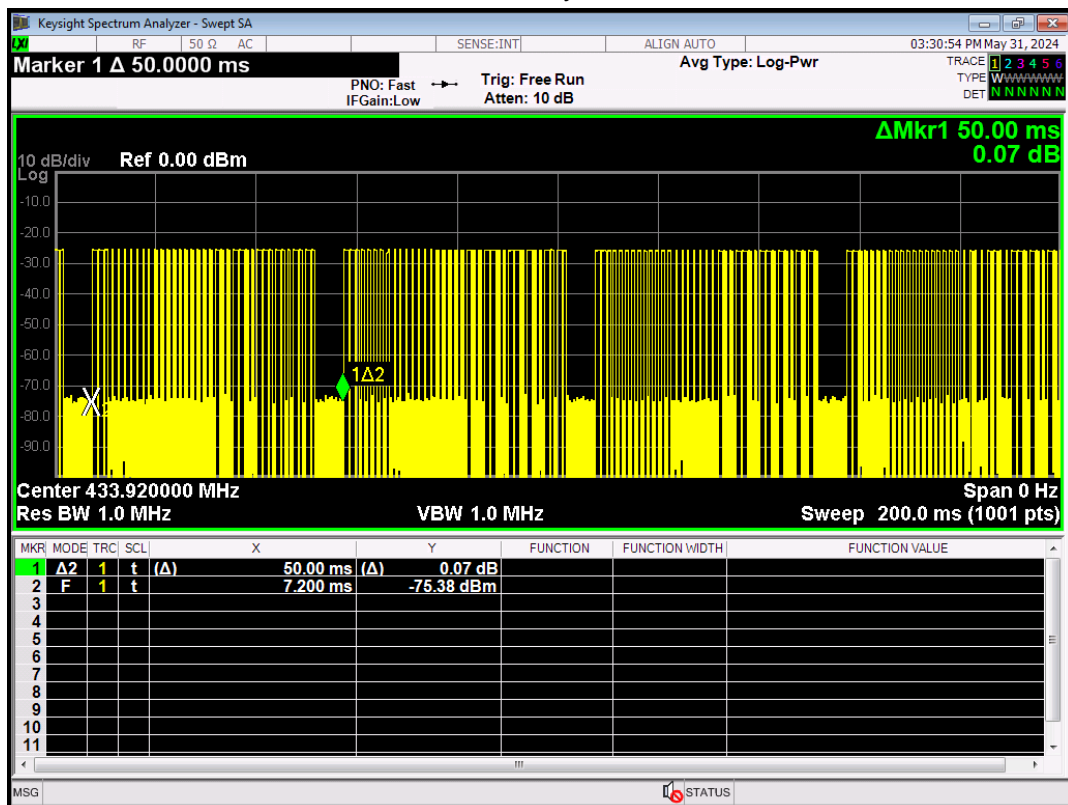 Keysight Spectrum Analyzer - Swept SA
LXI RF 50 Ω AC SENSE:INT ALIGN AUTO 03:30:54 PM May 31, 2024
Marker 1 Δ 50.0000 ms Avg Type: Log-Pwr TRACE 1 2 3 4 5 6
PNO: Fast Trig: Free Run TYPE WWWWWW
IFGain:Low Atten: 10 dB DET N N N N N N
ΔMkr1 50.00 ms
10 dB/div Ref 0.00 dBm 0.07 dB
Log
-10.0
-20.0
-30.0
-40.0
-50.0
-60.0
1Δ2
-70.0
-80.0
-90.0
Center 433.920000 MHz Span 0 Hz
Res BW 1.0 MHz VBW 1.0 MHz Sweep 200.0 ms (1001 pts)
MKR MODE TRC SCL X Y FUNCTION FUNCTION WIDTH FUNCTION VALUE
1 Δ2 1 t (Δ) 50.00 ms (Δ) 0.07 dB
2 F 1 t 7.200 ms -75.38 dBm
3
4
5
6
7
8
9
10
11
MSG STATUS